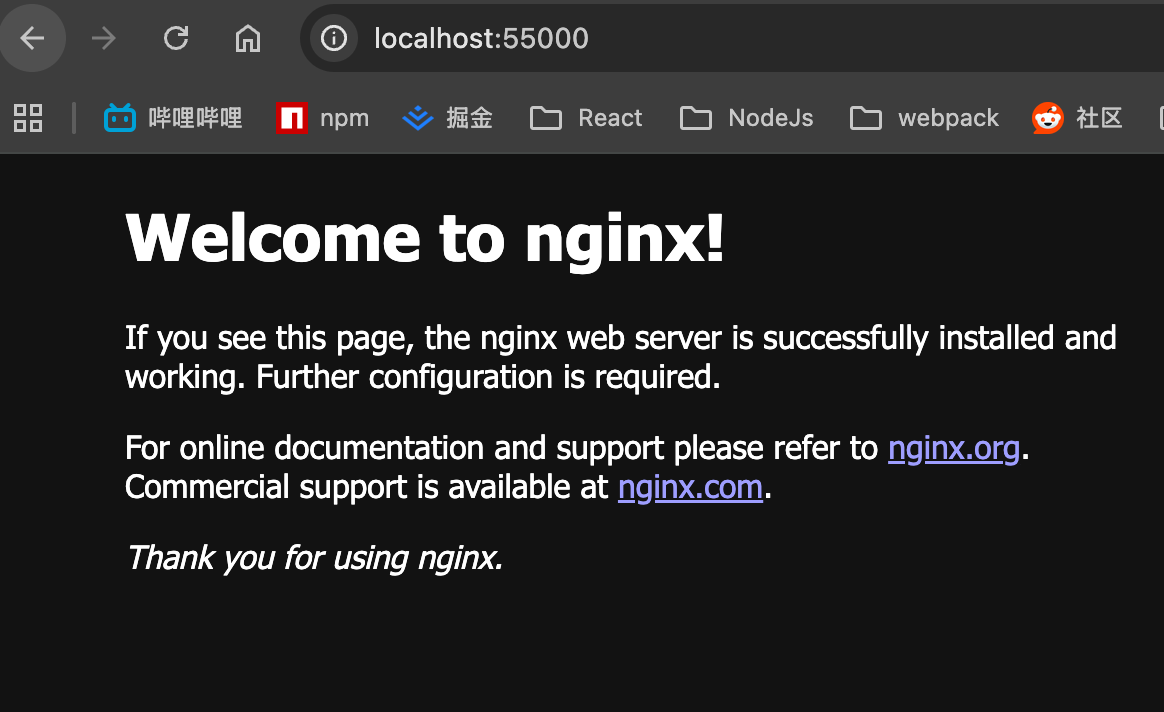 localhost:55000
哔哩哔哩 npm 掘金 React NodeJs webpack 社区
Welcome to nginx!
If you see this page, the nginx web server is successfully installed and
working. Further configuration is required.
For online documentation and support please refer to nginx.org.
Commercial support is available at nginx.com.
Thank you for using nginx.